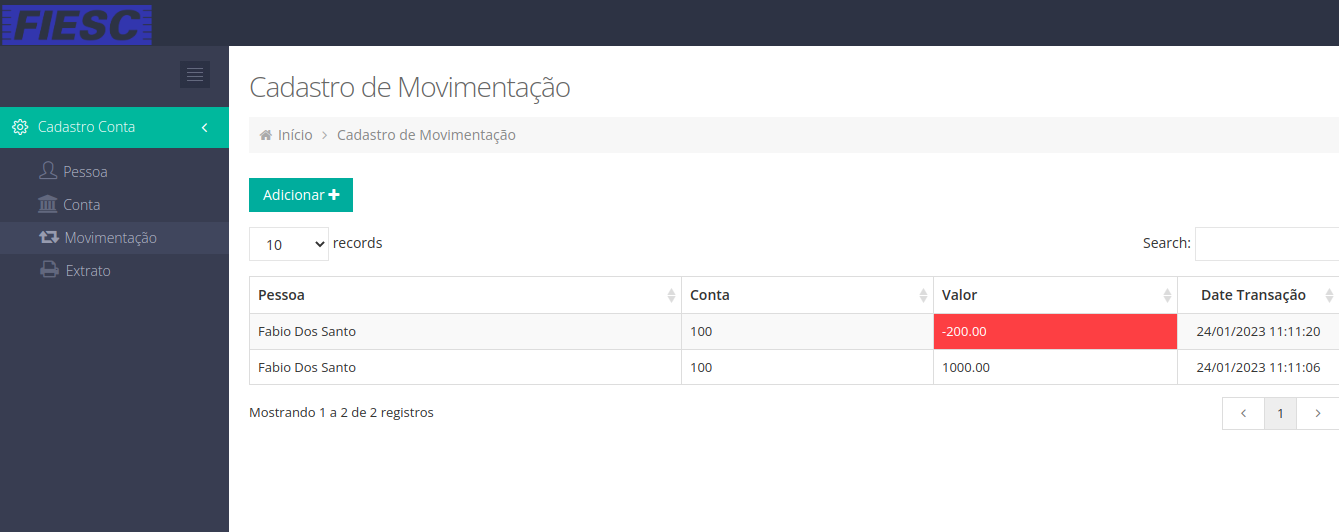 FIESC
Cadastro de Movimentação
Cadastro Conta
Início Cadastro de Movimentação
Pessoa
Conta
Movimentação
Extrato
Adicionar
10 records Search:
Pessoa Conta Valor Date Transação
Fabio Dos Santo 100 -200.00 24/01/2023 11:11:20
Fabio Dos Santo 100 1000.00 24/01/2023 11:11:06
Mostrando 1 a 2 de 2 registros
1